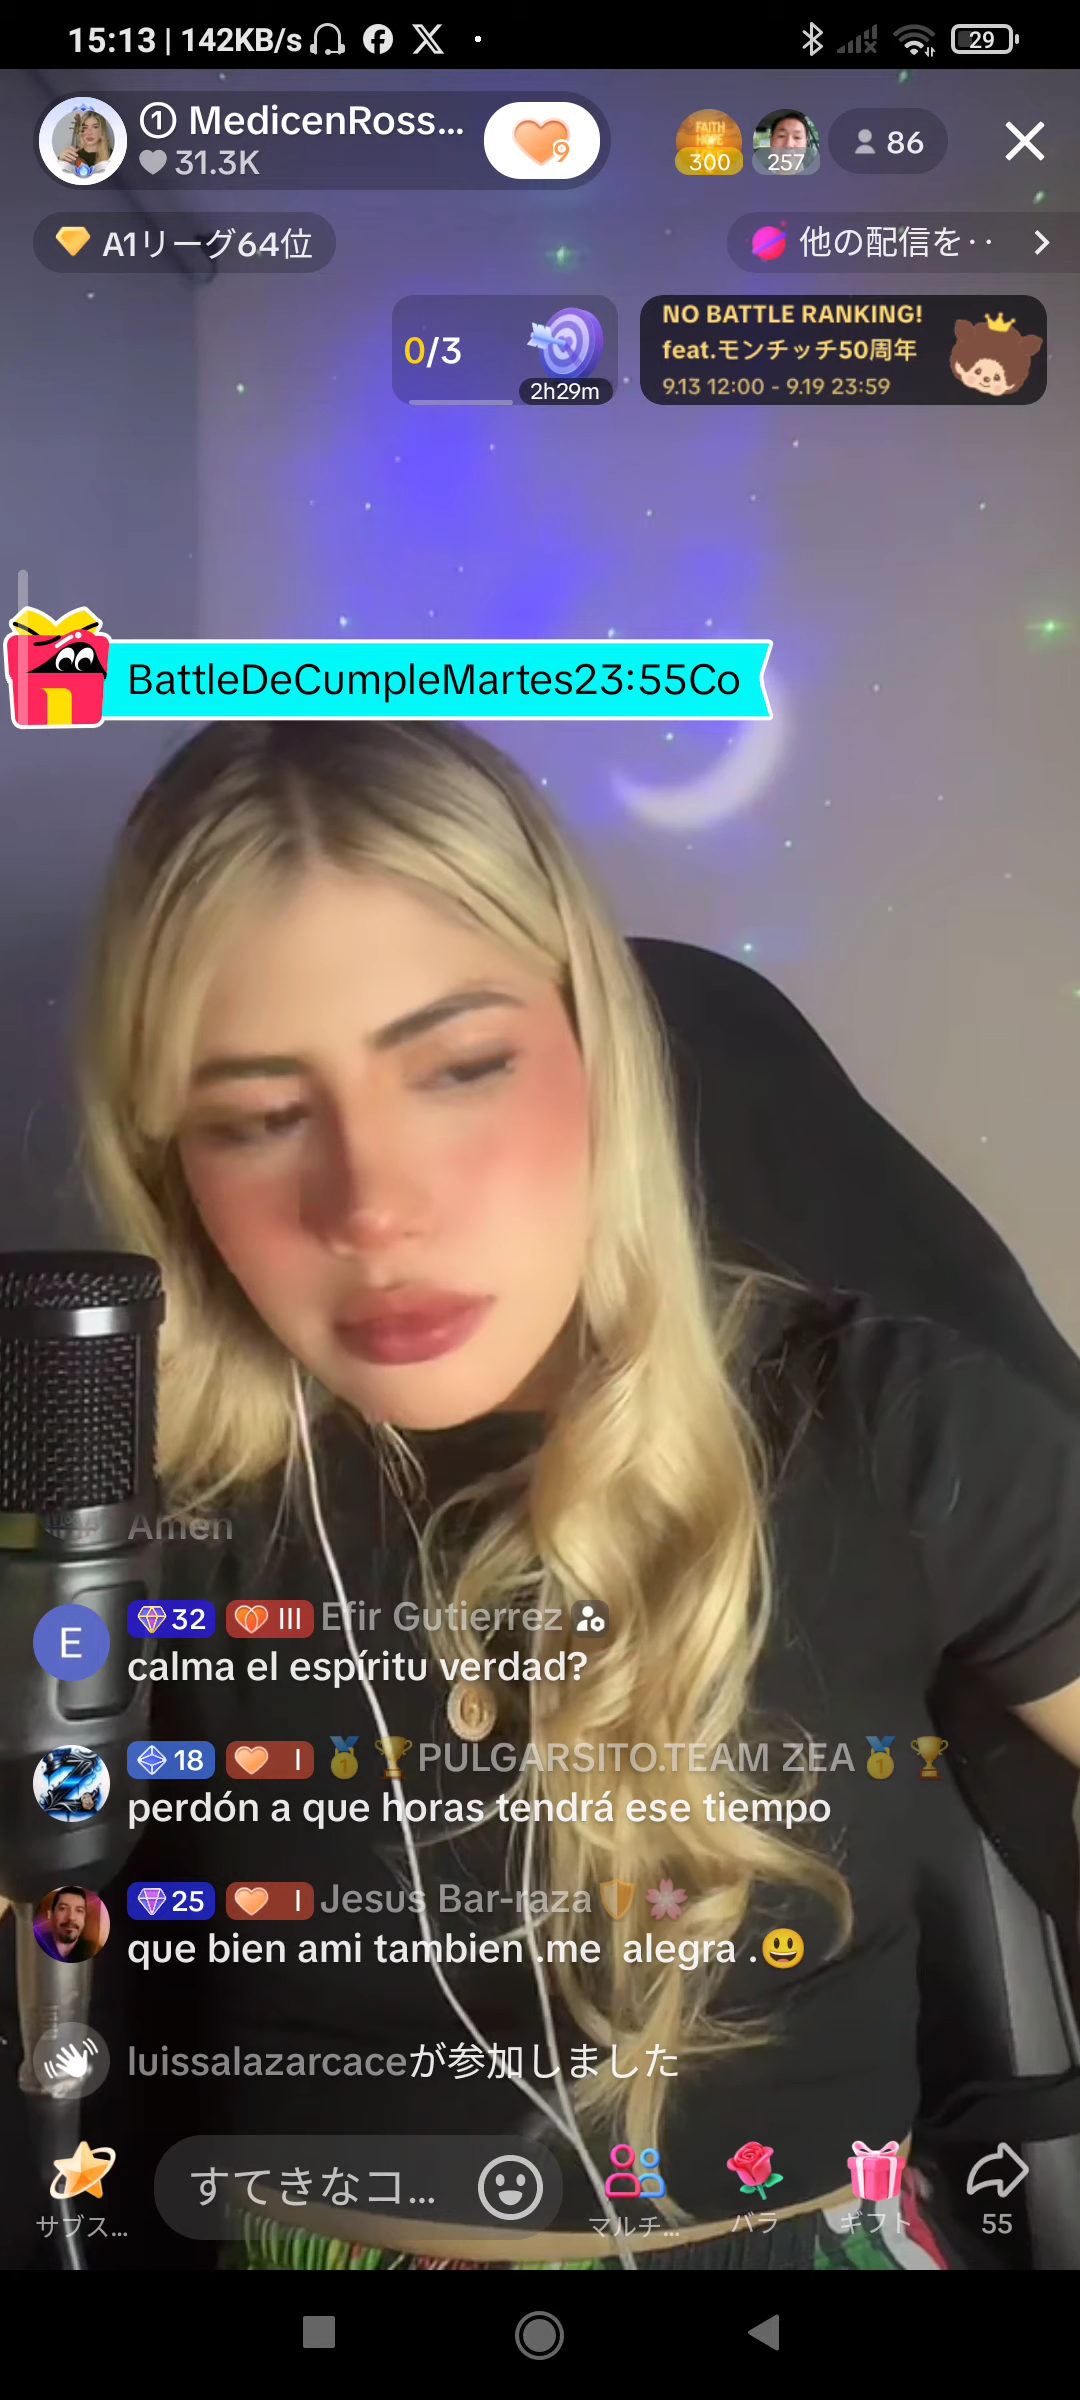 15:13 | 142KB/s
29
① MedicenRoss...
31.3K
9
300
257
86
A1リーグ64位
他の配信を‥
0/3
2h29m
NO BATTLE RANKING!
feat.モンチッチ50周年
9.13 12:00 - 9.19 23:59
BattleDeCumpleMartes23:55Co
Amen
E
32 III Efir Gutierrez
calma el espíritu verdad?
18 I 🥇🏆PULGARSITO.TEAM ZEA🥇🏆
perdón a que horas tendrá ese tiempo
25 I Jesus Bar-raza🛡️🌸
que bien ami tambien .me  alegra .😃
luissalazarcaceが参加しました
すてきなコ...
サブス...
マルチ...
バラ
ギフト
55